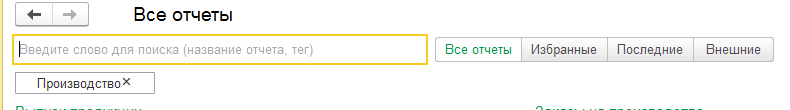 Все отчеты
Введите слово для поиска (название отчета, тег)
Все отчеты
Избранные
Последние
Внешние
Производство×